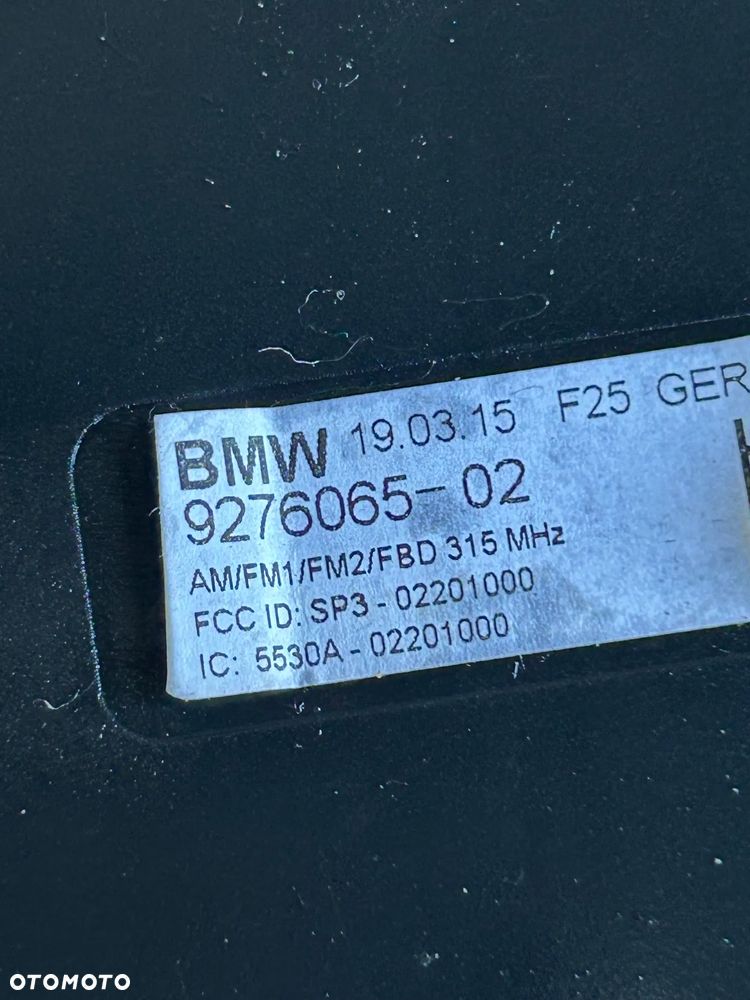 BMW 19.03.15 F25 GER
9276065-02
AM/FM1/FM2/FBD 315 MHz
FCC ID: SP3-02201000
IC: 5530A-02201000
OTOMOTO